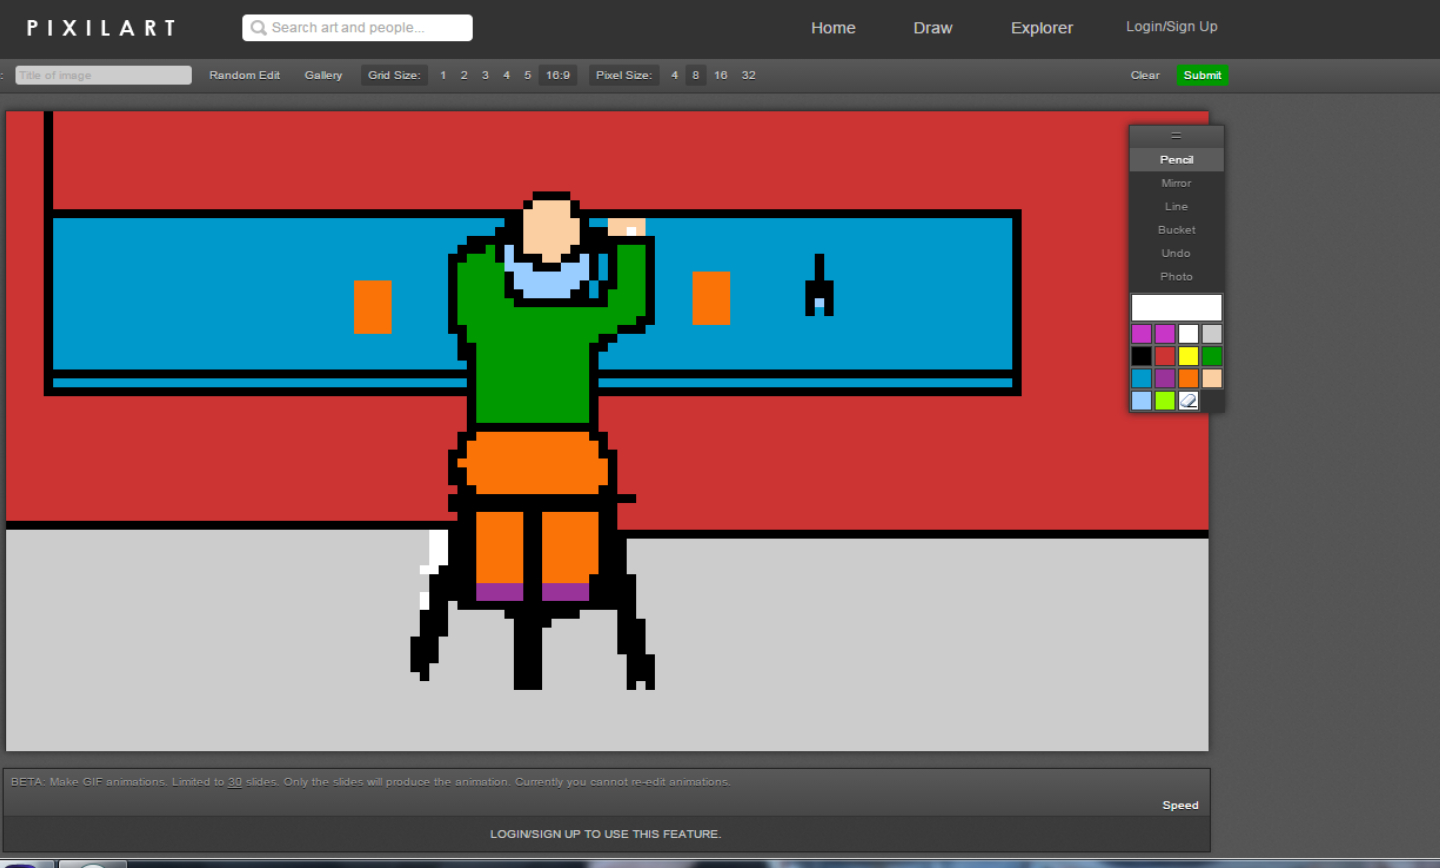 PIXILART
Search art and people...
Home
Draw
Explorer
Login/Sign Up
:
Title of image
Random Edit
Gallery
Grid Size:
1
2
3
4
5
16:9
Pixel Size:
4
8
16
32
Clear
Submit
=
Pencil
Mirror
Line
Bucket
Undo
Photo
BETA: Make GIF animations. Limited to 30 slides. Only the slides will produce the animation. Currently you cannot re-edit animations.
Speed
LOGIN/SIGN UP TO USE THIS FEATURE.